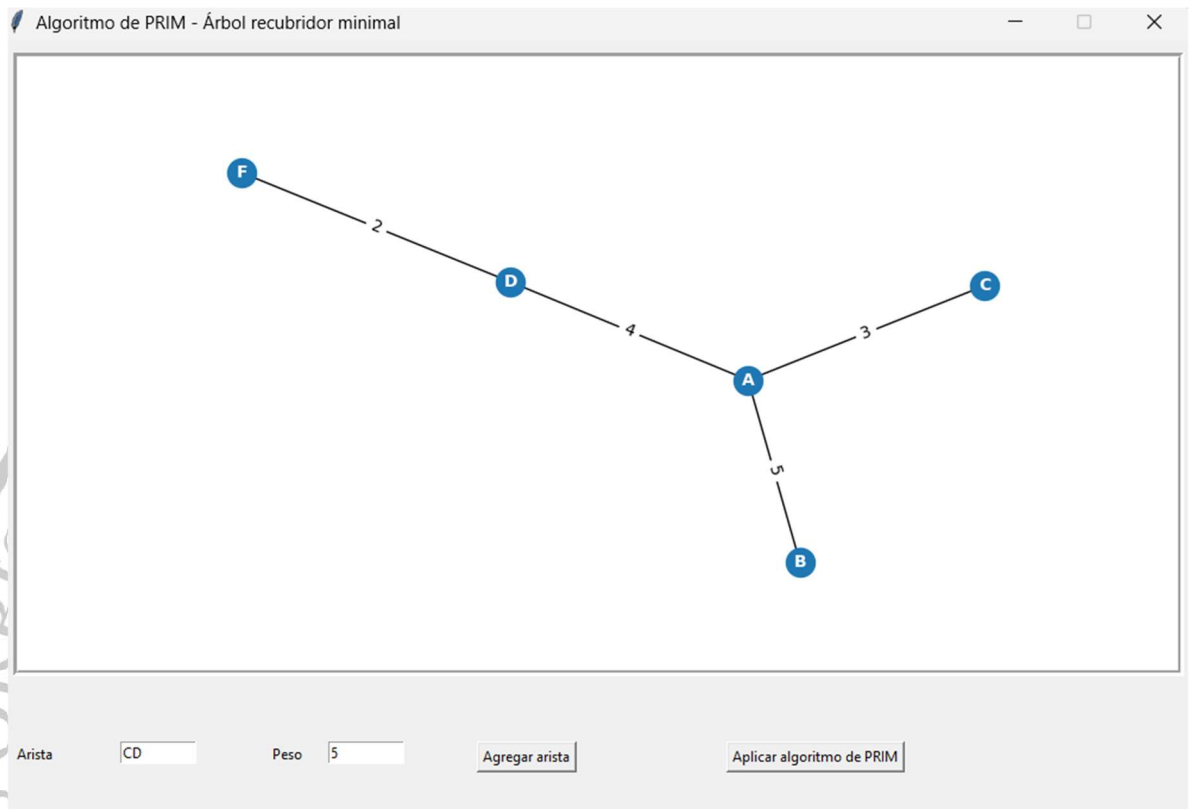 Algoritmo de PRIM - Árbol recubridor minimal
F
2
D
C
4
3
A
5
B
Arista
CD
Peso
5
Agregar arista
Aplicar algoritmo de PRIM